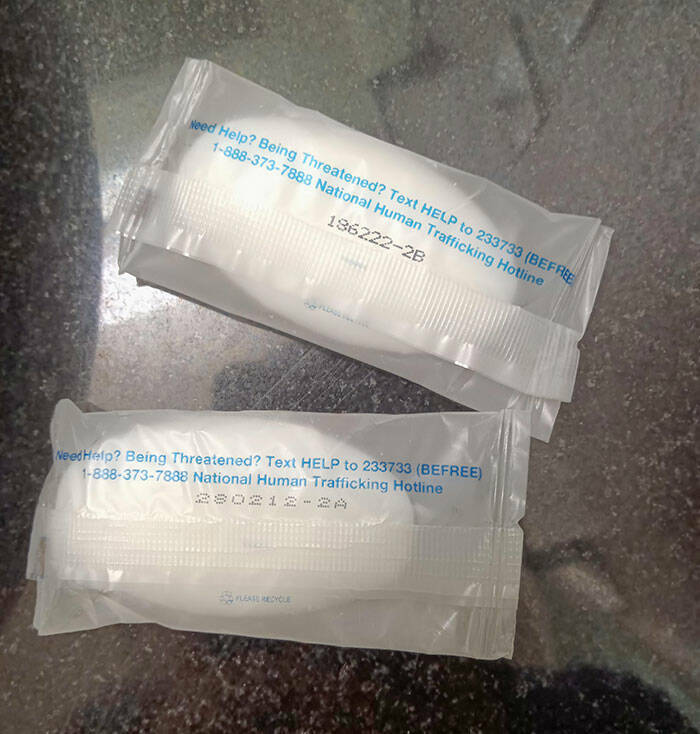 Need Help? Being Threatened? Text HELP to 233733 (BEFREE
1-888-373-7888 National Human Trafficking Hotline
186222-2B
Need Help? Being Threatened? Text HELP to 233733 (BEFREE)
1-888-373-7888 National Human Trafficking Hotline
280212-2A
PLEASE RECYCLE